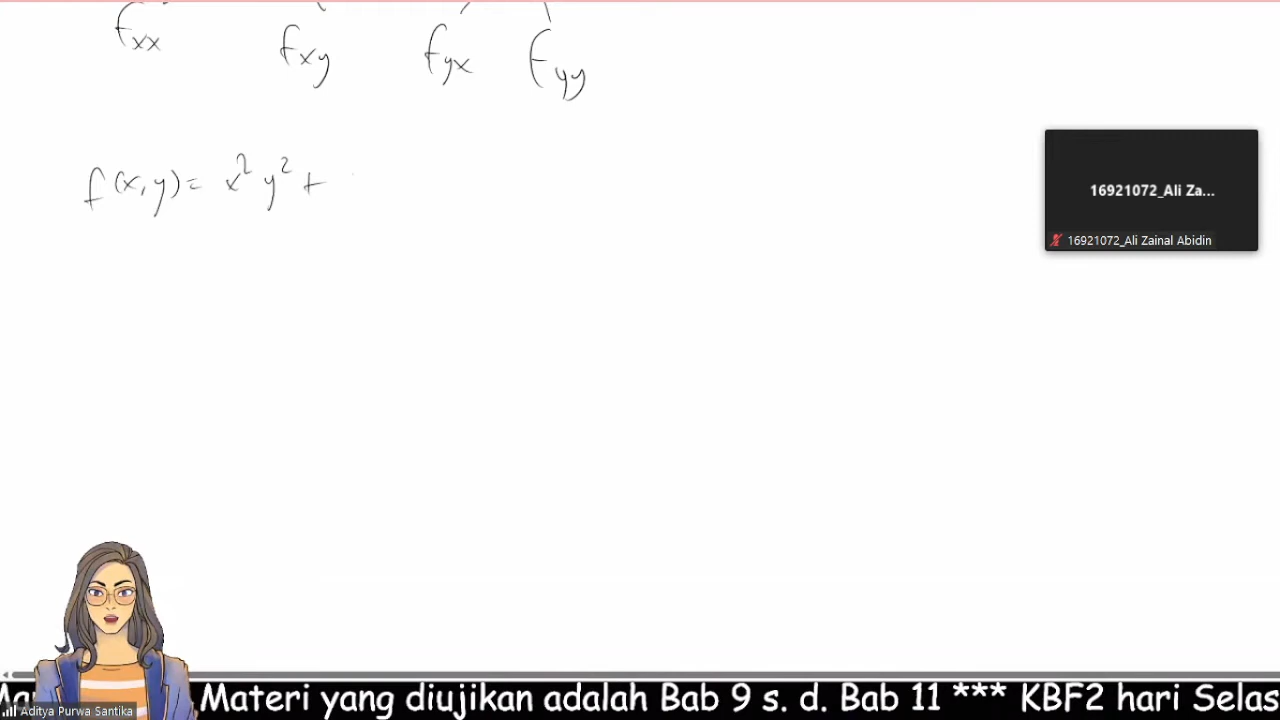 fxx fxy fyx fyy
f(x,y) = x² y² +
16921072_Ali Za...
16921072_Ali Zainal Abidin
Materi yang diujikan adalah Bab 9 s. d. Bab 11 *** KBF2 hari Selas
Aditya Purwa Santika